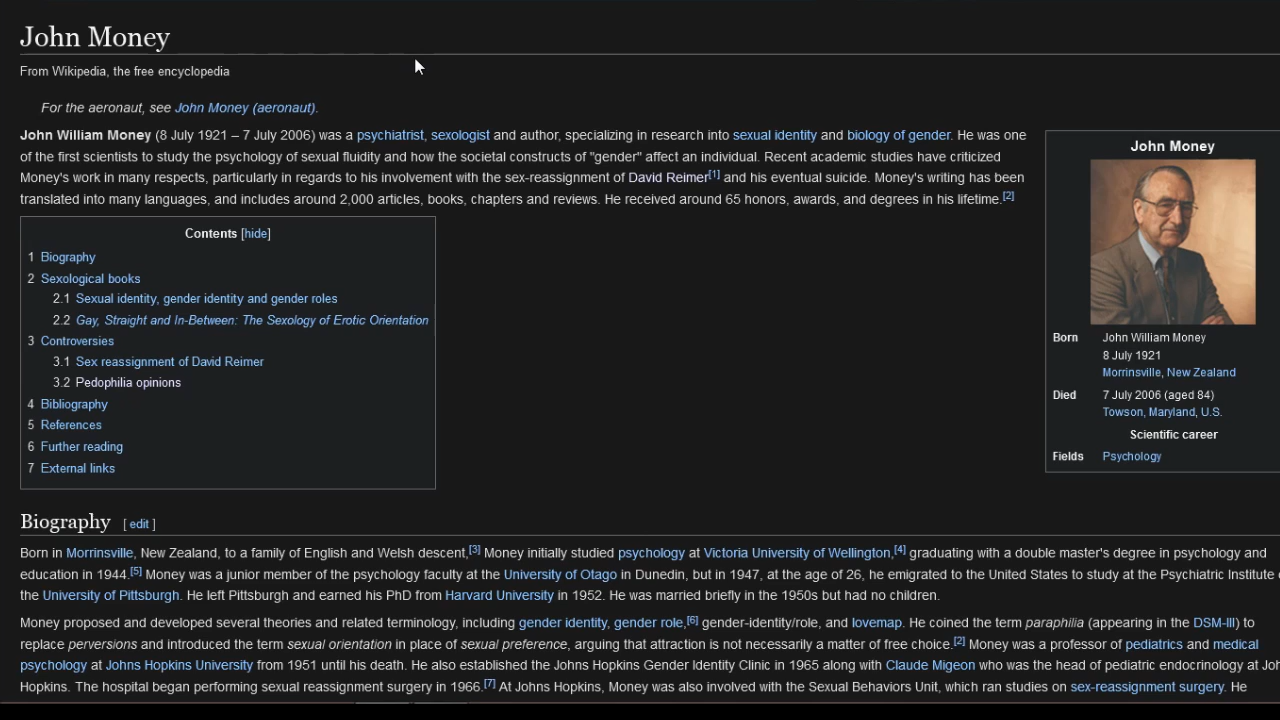 John Money
From Wikipedia, the free encyclopedia
For the aeronaut, see John Money (aeronaut).
John William Money (8 July 1921 – 7 July 2006) was a psychiatrist, sexologist and author, specializing in research into sexual identity and biology of gender. He was one
of the first scientists to study the psychology of sexual fluidity and how the societal constructs of "gender" affect an individual. Recent academic studies have criticized
Money's work in many respects, particularly in regards to his involvement with the sex-reassignment of David Reimer[1] and his eventual suicide. Money's writing has been
translated into many languages, and includes around 2,000 articles, books, chapters and reviews. He received around 65 honors, awards, and degrees in his lifetime.[2]
Contents [hide]
1 Biography
2 Sexological books
2.1 Sexual identity, gender identity and gender roles
2.2 Gay, Straight and In-Between: The Sexology of Erotic Orientation
3 Controversies
3.1 Sex reassignment of David Reimer
3.2 Pedophilia opinions
4 Bibliography
5 References
6 Further reading
7 External links
John Money
Born John William Money
8 July 1921
Morrinsville, New Zealand
Died 7 July 2006 (aged 84)
Towson, Maryland, U.S.
Scientific career
Fields Psychology
Biography [ edit ]
Born in Morrinsville, New Zealand, to a family of English and Welsh descent,[3] Money initially studied psychology at Victoria University of Wellington,[4] graduating with a double master's degree in psychology and
education in 1944.[5] Money was a junior member of the psychology faculty at the University of Otago in Dunedin, but in 1947, at the age of 26, he emigrated to the United States to study at the Psychiatric Institute
the University of Pittsburgh. He left Pittsburgh and earned his PhD from Harvard University in 1952. He was married briefly in the 1950s but had no children.
Money proposed and developed several theories and related terminology, including gender identity, gender role,[6] gender-identity/role, and lovemap. He coined the term paraphilia (appearing in the DSM-III) to
replace perversions and introduced the term sexual orientation in place of sexual preference, arguing that attraction is not necessarily a matter of free choice.[2] Money was a professor of pediatrics and medical
psychology at Johns Hopkins University from 1951 until his death. He also established the Johns Hopkins Gender Identity Clinic in 1965 along with Claude Migeon who was the head of pediatric endocrinology at Joh
Hopkins. The hospital began performing sexual reassignment surgery in 1966.[7] At Johns Hopkins, Money was also involved with the Sexual Behaviors Unit, which ran studies on sex-reassignment surgery. He